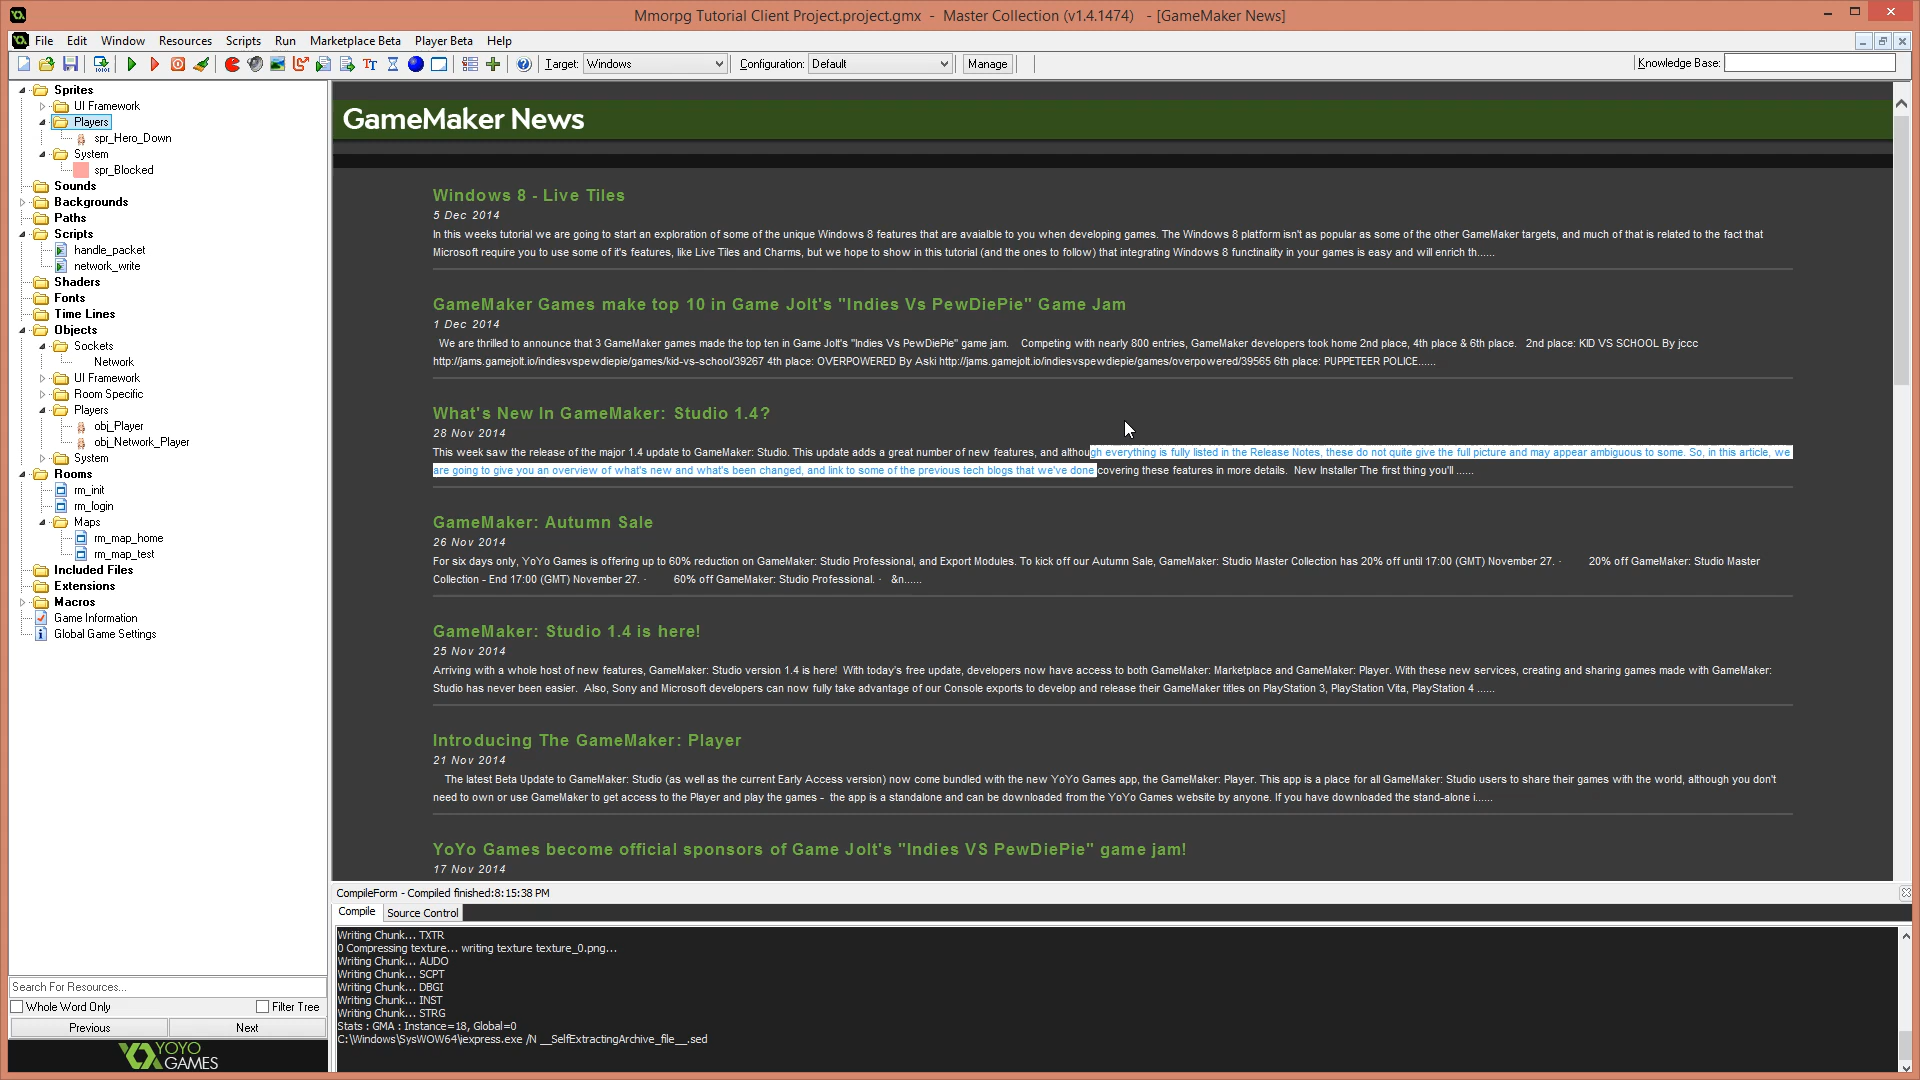 Mmorpg Tutorial Client Project.project.gmx - Master Collection (v1.4.1474) - [GameMaker News]
File Edit Window Resources Scripts Run Marketplace Beta Player Beta Help
Target: Windows Configuration: Default Manage Knowledge Base:
Sprites
UI Framework
Players
spr_Hero_Down
System
spr_Blocked
Sounds
Backgrounds
Paths
Scripts
handle_packet
network_write
Shaders
Fonts
Time Lines
Objects
Sockets
Network
UI Framework
Room Specific
Players
obj_Player
obj_Network_Player
System
Rooms
rm_init
rm_login
Maps
rm_map_home
rm_map_test
Included Files
Extensions
Macros
Game Information
Global Game Settings
Search For Resources...
Whole Word Only Filter Tree
Previous Next
YOYO
GAMES
GameMaker News
Windows 8 - Live Tiles
5 Dec 2014
In this weeks tutorial we are going to start an exploration of some of the unique Windows 8 features that are avaialble to you when developing games. The Windows 8 platform isn't as popular as some of the other GameMaker targets, and much of that is related to the fact that
Microsoft require you to use some of it's features, like Live Tiles and Charms, but we hope to show in this tutorial (and the ones to follow) that integrating Windows 8 functinality in your games is easy and will enrich th......
GameMaker Games make top 10 in Game Jolt's "Indies Vs PewDiePie" Game Jam
1 Dec 2014
We are thrilled to announce that 3 GameMaker games made the top ten in Game Jolt's "Indies Vs PewDiePie" game jam. Competing with nearly 800 entries, GameMaker developers took home 2nd place, 4th place & 6th place. 2nd place: KID VS SCHOOL By jccc
http://jams.gamejolt.io/indiesvspewdiepie/games/kid-vs-school/39267 4th place: OVERPOWERED By Aski http://jams.gamejolt.io/indiesvspewdiepie/games/overpowered/39565 6th place: PUPPETEER POLICE......
What's New In GameMaker: Studio 1.4?
28 Nov 2014
This week saw the release of the major 1.4 update to GameMaker: Studio. This update adds a great number of new features, and although everything is fully listed in the Release Notes, these do not quite give the full picture and may appear ambiguous to some. So, in this article, we
are going to give you an overview of what's new and what's been changed, and link to some of the previous tech blogs that we've done covering these features in more details. New Installer The first thing you'll ......
GameMaker: Autumn Sale
26 Nov 2014
For six days only, YoYo Games is offering up to 60% reduction on GameMaker: Studio Professional, and Export Modules. To kick off our Autumn Sale, GameMaker: Studio Master Collection has 20% off until 17:00 (GMT) November 27. · 20% off GameMaker: Studio Master
Collection - End 17:00 (GMT) November 27. · 60% off GameMaker: Studio Professional. · &n......
GameMaker: Studio 1.4 is here!
25 Nov 2014
Arriving with a whole host of new features, GameMaker: Studio version 1.4 is here! With today's free update, developers now have access to both GameMaker: Marketplace and GameMaker: Player. With these new services, creating and sharing games made with GameMaker:
Studio has never been easier. Also, Sony and Microsoft developers can now fully take advantage of our Console exports to develop and release their GameMaker titles on PlayStation 3, PlayStation Vita, PlayStation 4 ......
Introducing The GameMaker: Player
21 Nov 2014
The latest Beta Update to GameMaker: Studio (as well as the current Early Access version) now come bundled with the new YoYo Games app, the GameMaker: Player. This app is a place for all GameMaker: Studio users to share their games with the world, although you don't
need to own or use GameMaker to get access to the Player and play the games - the app is a standalone and can be downloaded from the YoYo Games website by anyone. If you have downloaded the stand-alone i......
YoYo Games become official sponsors of Game Jolt's "Indies VS PewDiePie" game jam!
17 Nov 2014
CompileForm - Compiled finished:8:15:38 PM
Compile Source Control
Writing Chunk... TXTR
0 Compressing texture... writing texture texture_0.png...
Writing Chunk... AUDO
Writing Chunk... SCPT
Writing Chunk... DBGI
Writing Chunk... INST
Writing Chunk... STRG
Stats : GMA : Instance=18, Global=0
C:\Windows\SysWOW64\iexpress.exe /N __SelfExtractingArchive_file__.sed